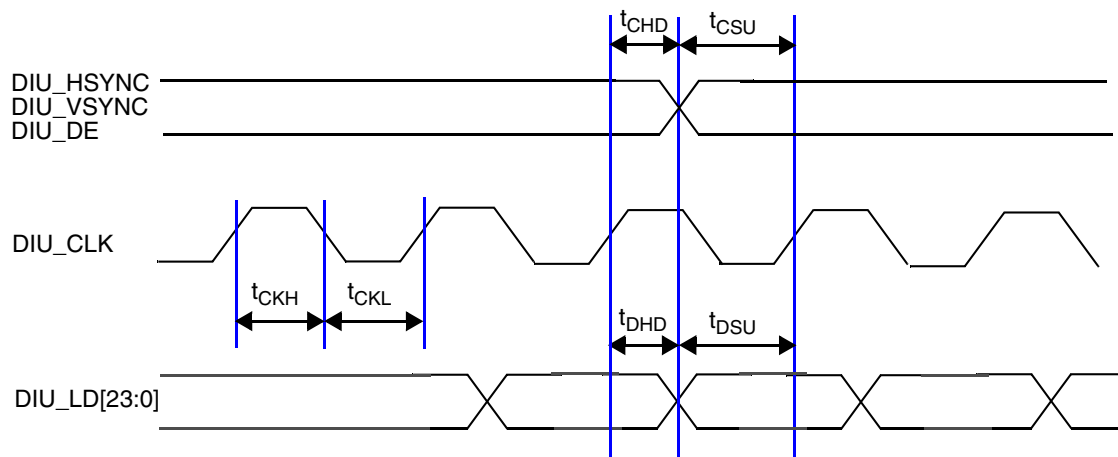 tCHD tCSU
DIU_HSYNC
DIU_VSYNC
DIU_DE
DIU_CLK
tCKH tCKL
tDHD tDSU
DIU_LD[23:0]